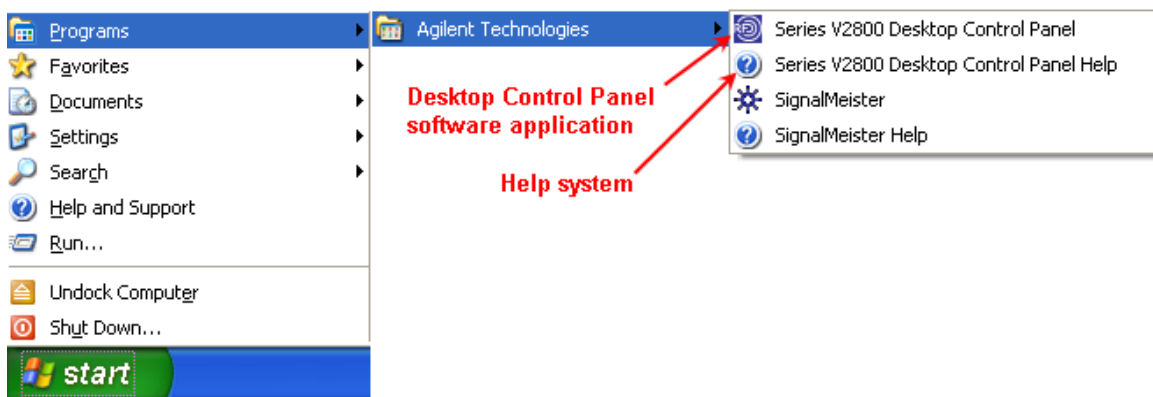 Programs
Favorites
Documents
Settings
Search
Help and Support
Run...
Undock Computer
Shut Down...
start
Agilent Technologies
Desktop Control Panel
software application
Help system
Series V2800 Desktop Control Panel
Series V2800 Desktop Control Panel Help
SignalMeister
SignalMeister Help